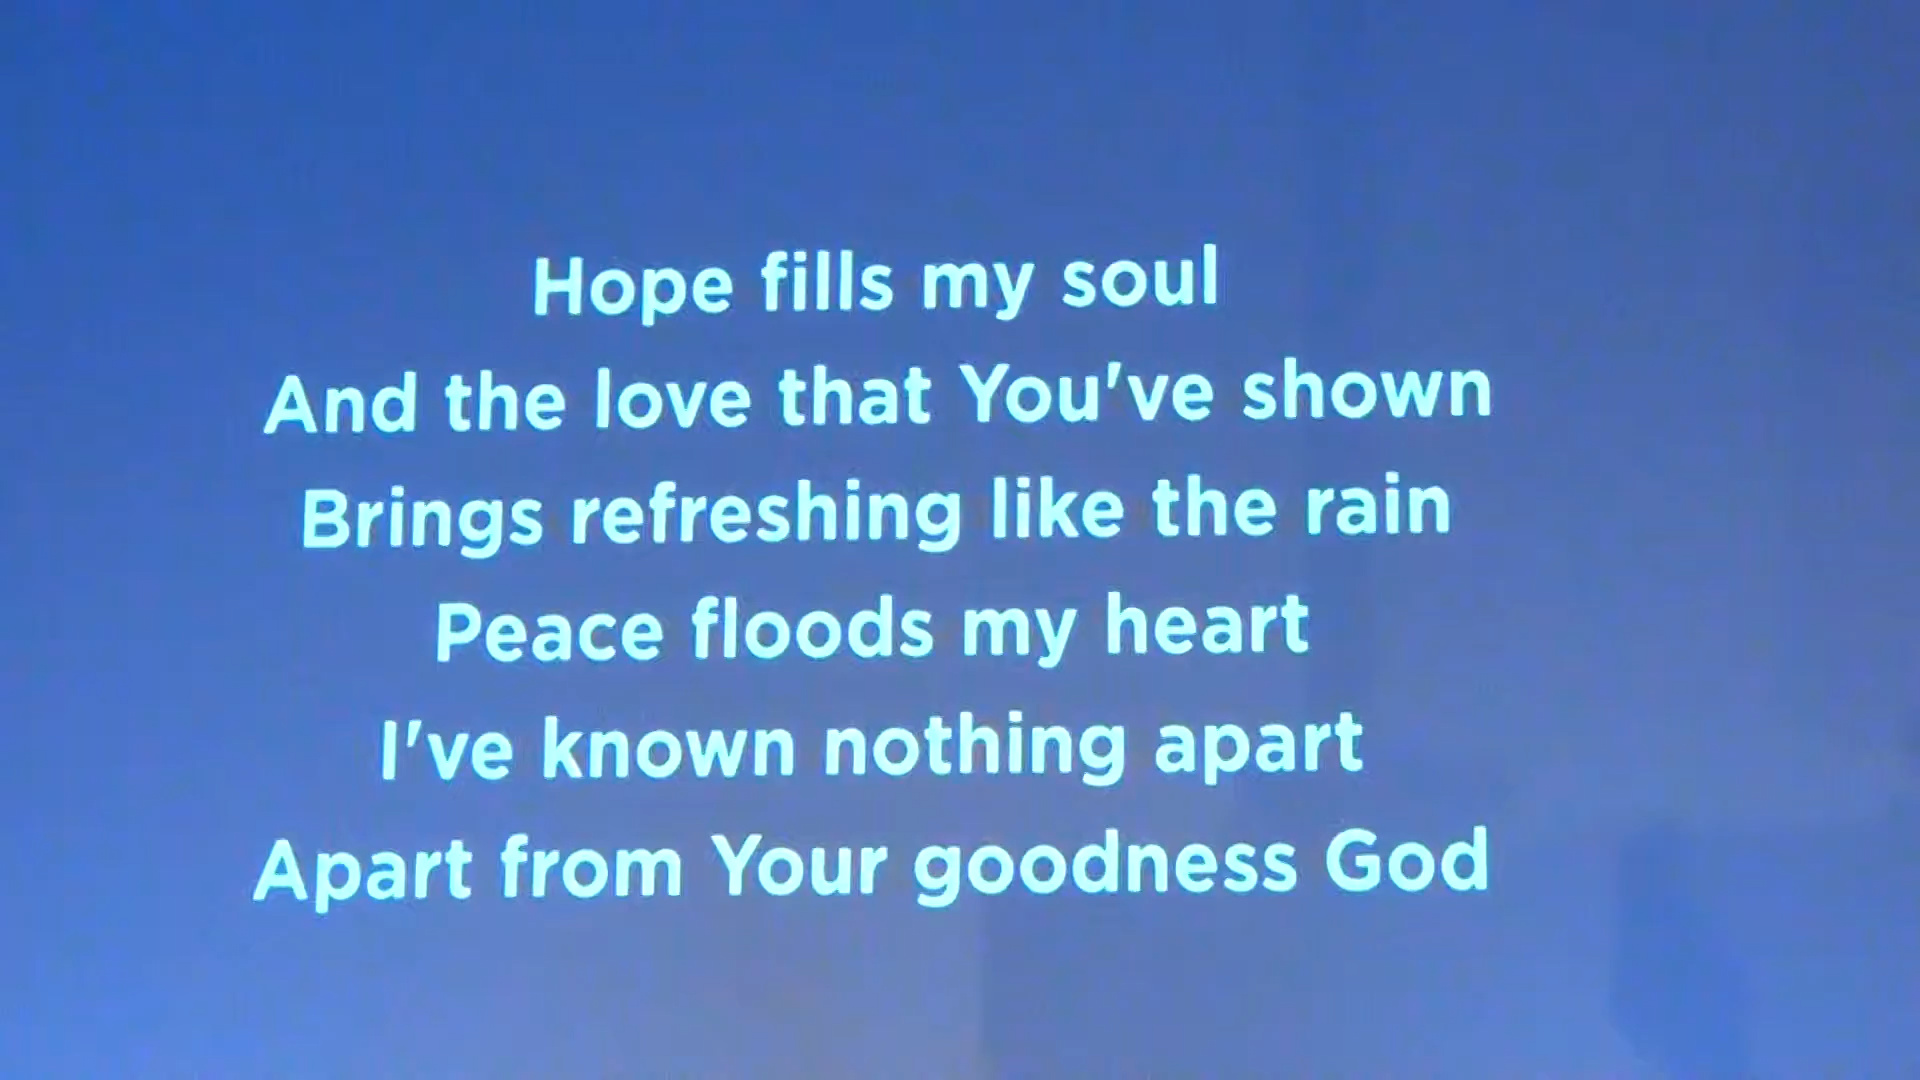 Hope fills my soul
And the love that You've shown
Brings refreshing like the rain
Peace floods my heart
I've known nothing apart
Apart from Your goodness God